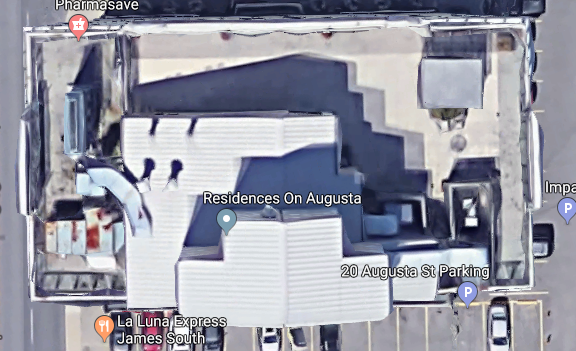 Pharmasave
Residences On Augusta
Impa
20 Augusta St Parking
P
P
La Luna Express
James South